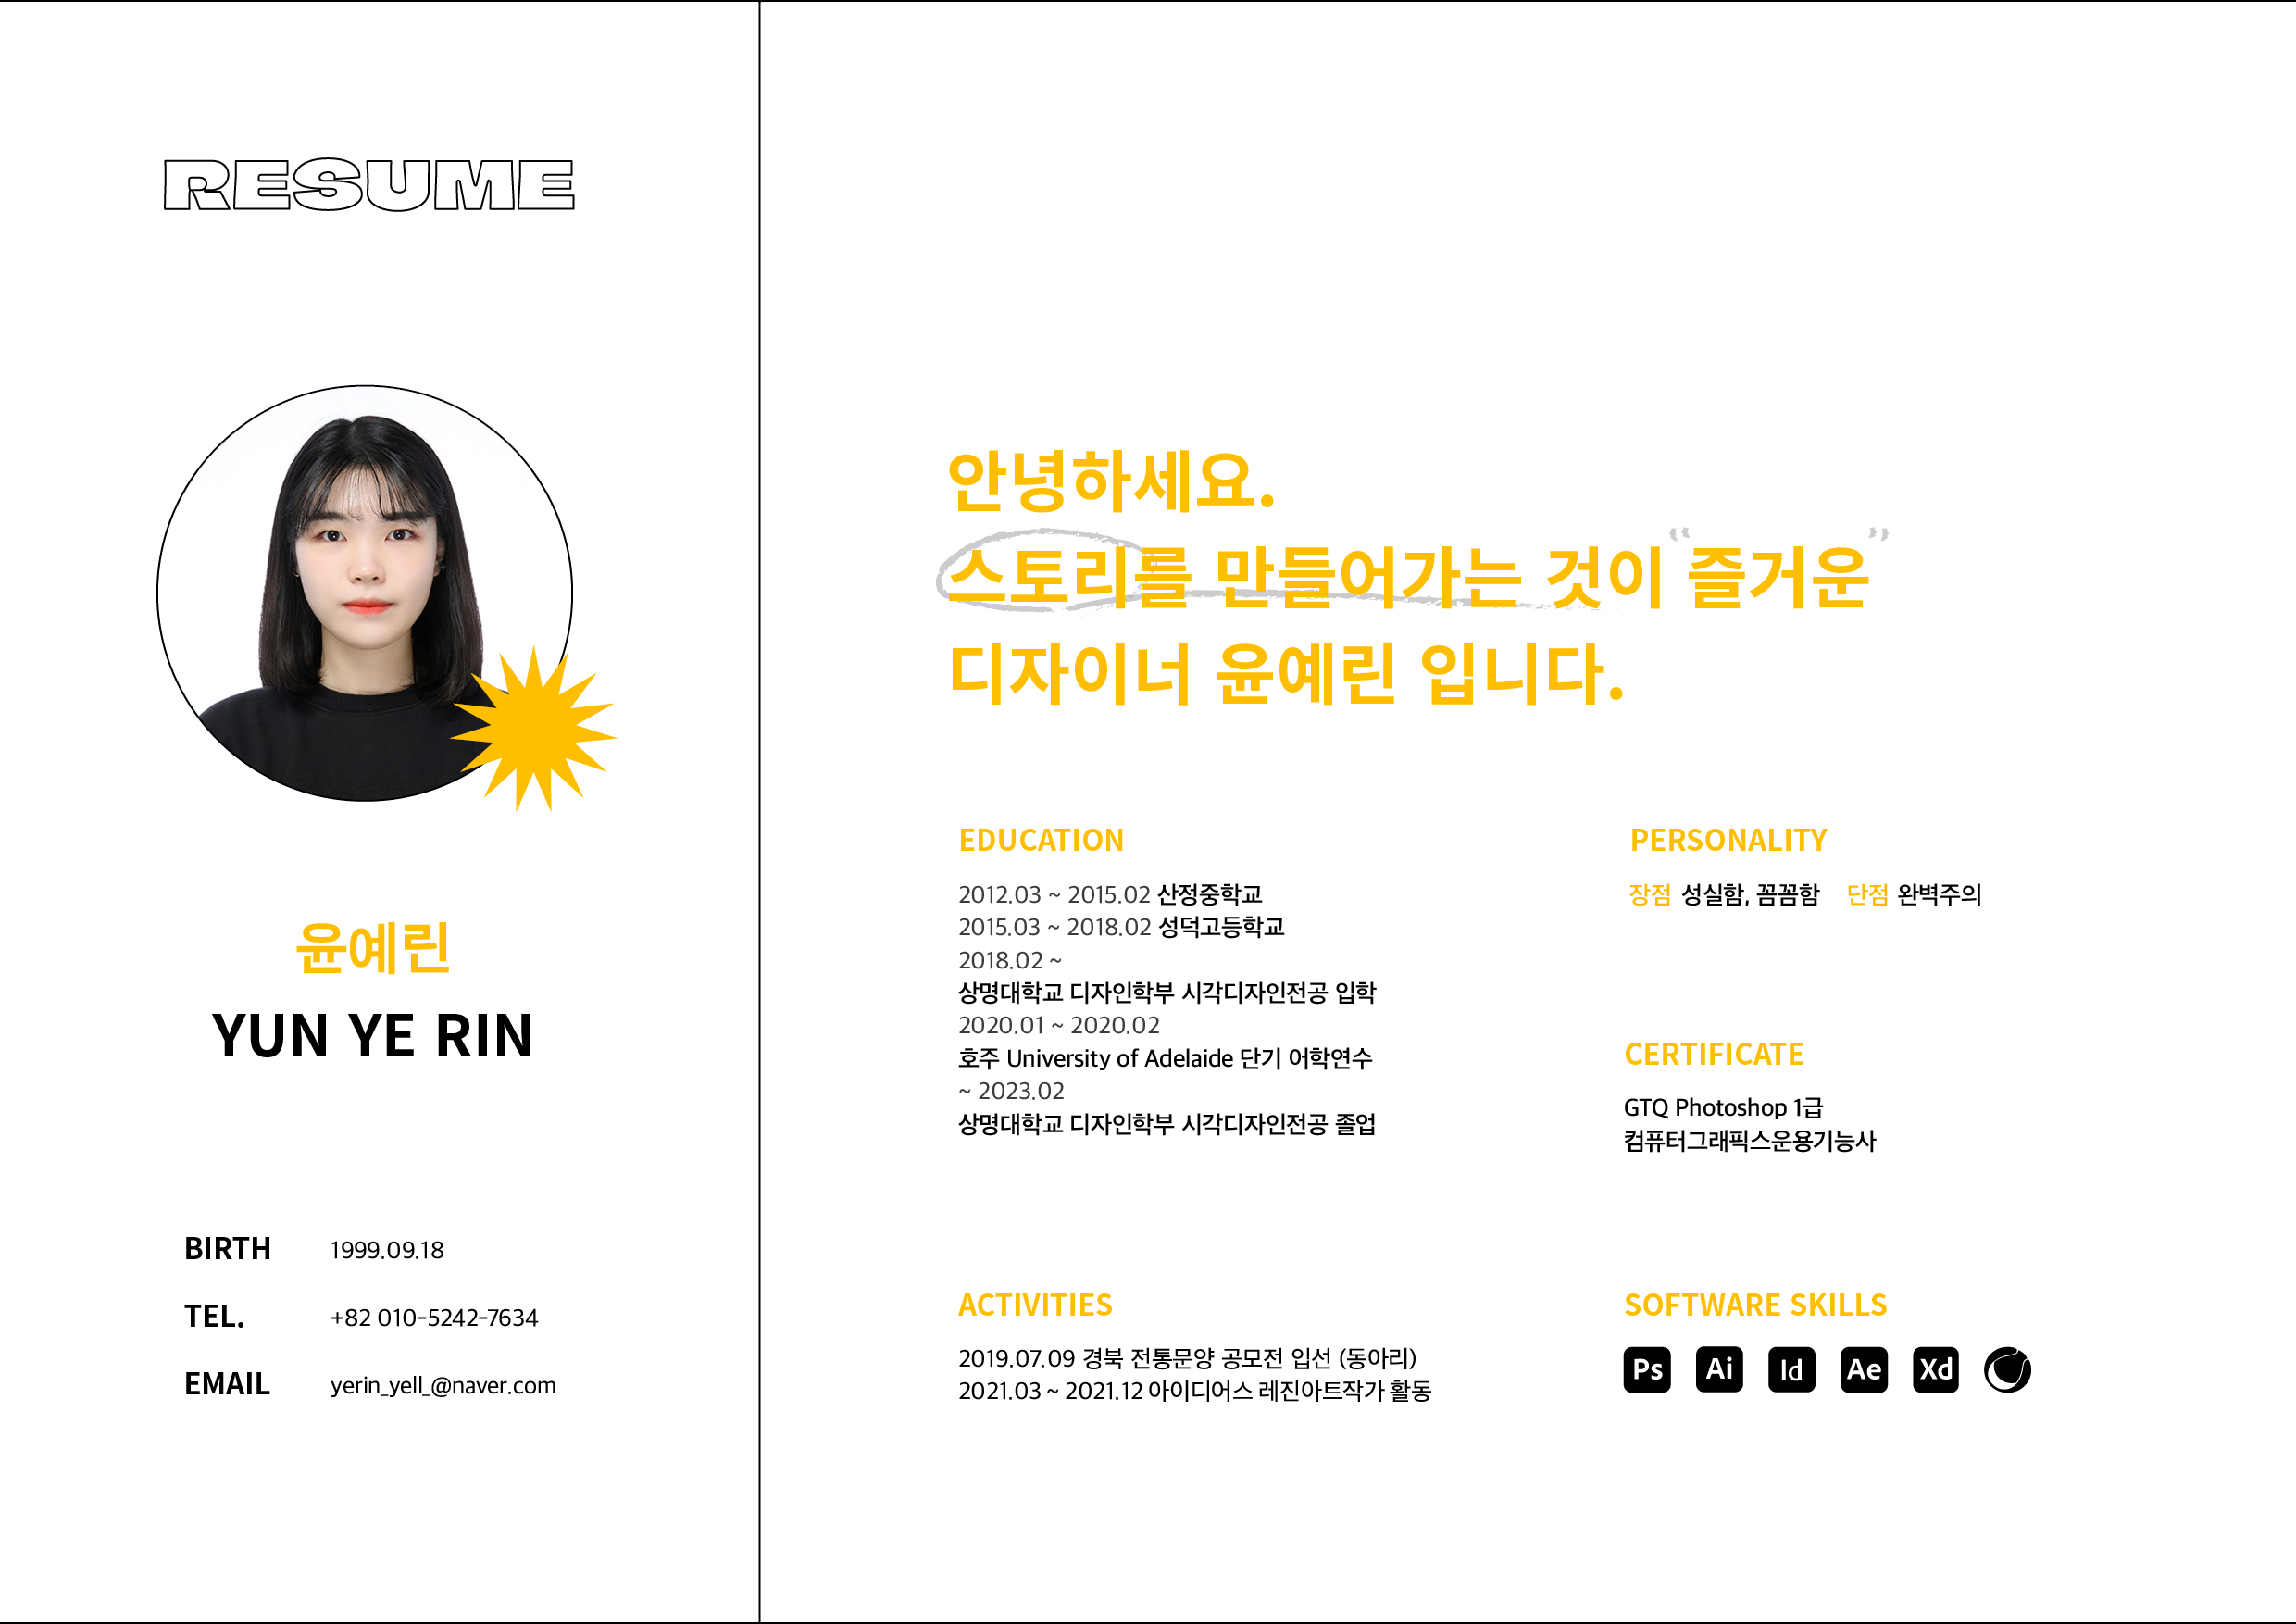 RESUME
윤예린
YUN YE RIN
BIRTH 1999.09.18
TEL. +82 010-5242-7634
EMAIL yerin_yell_@naver.com
안녕하세요.
스토리를 만들어가는 것이 “즐거운”
디자이너 윤예린 입니다.
EDUCATION
2012.03 ~ 2015.02 산정중학교
2015.03 ~ 2018.02 성덕고등학교
2018.02 ~
상명대학교 디자인학부 시각디자인전공 입학
2020.01 ~ 2020.02
호주 University of Adelaide 단기 어학연수
~ 2023.02
상명대학교 디자인학부 시각디자인전공 졸업
PERSONALITY
장점 성실함, 꼼꼼함 단점 완벽주의
CERTIFICATE
GTQ Photoshop 1급
컴퓨터그래픽스운용기능사
ACTIVITIES
2019.07.09 경북 전통문양 공모전 입선 (동아리)
2021.03 ~ 2021.12 아이디어스 레진아트작가 활동
SOFTWARE SKILLS
Ps Ai Id Ae Xd